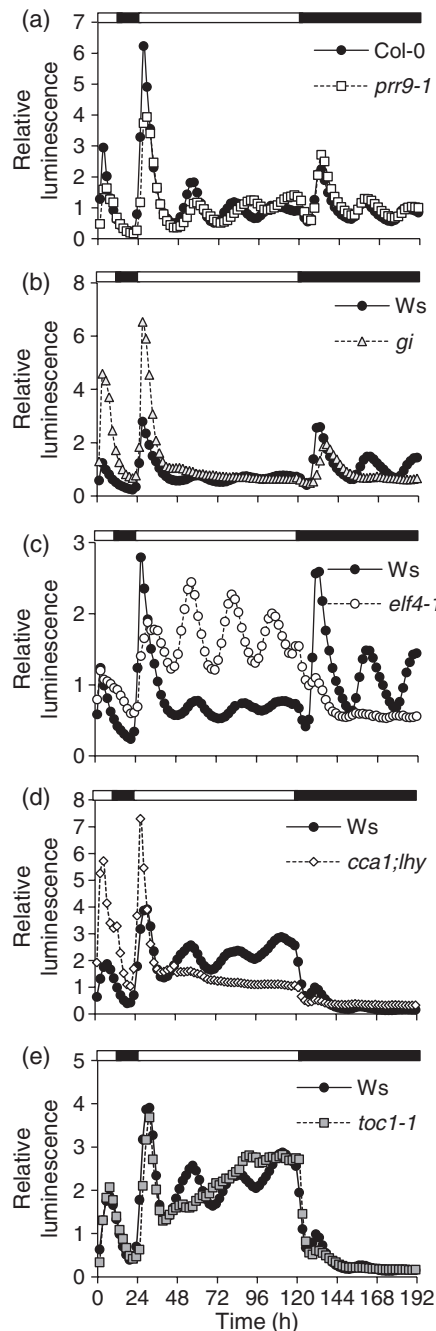 (a)
Relative luminescence
7
6
5
4
3
2
1
0
Col-0
prr9-1
(b)
Relative luminescence
8
6
4
2
0
Ws
gi
(c)
Relative luminescence
3
2
1
0
Ws
elf4-1
(d)
Relative luminescence
8
7
6
5
4
3
2
1
0
Ws
cca1;lhy
(e)
Relative luminescence
5
4
3
2
1
0
Ws
toc1-1
0 24 48 72 96 120 144 168 192
Time (h)